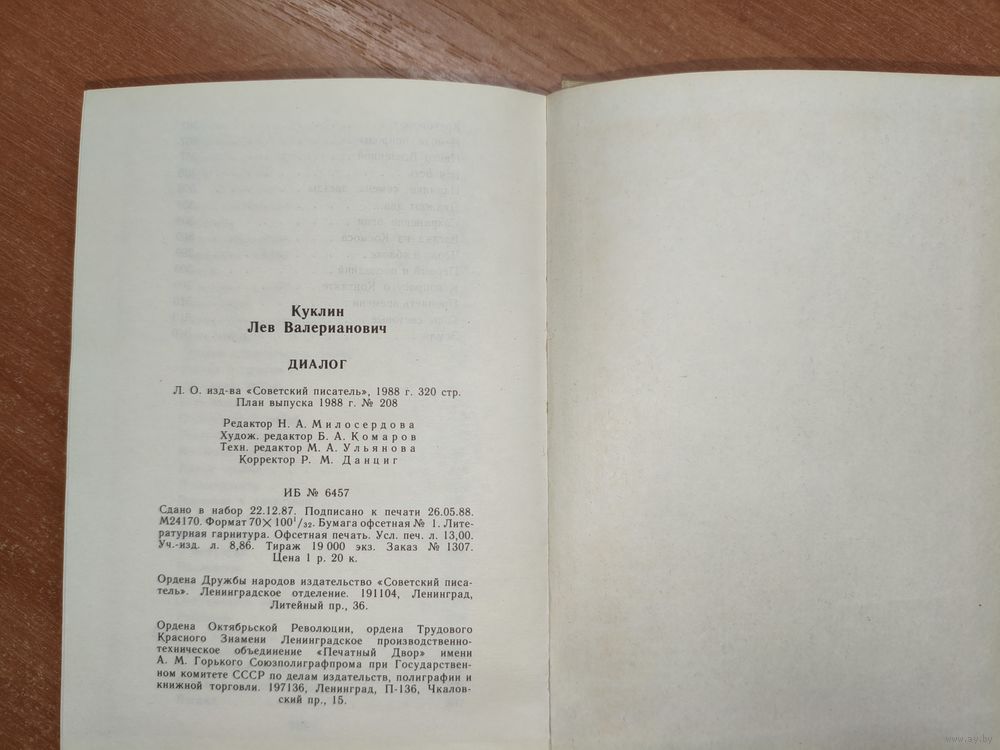 Куклин
Лев Валерианович
ДИАЛОГ
Л. О. изд-ва «Советский писатель», 1988 г. 320 стр.
План выпуска 1988 г. № 208
Редактор Н. А. Милосердова
Худож. редактор Б. А. Комаров
Техн. редактор М. А. Ульянова
Корректор Р. М. Данциг
ИБ № 6457
Сдано в набор 22.12.87. Подписано к печати 26.05.88.
М24170. Формат 70×100¹/₃₂. Бумага офсетная № 1. Лите-
ратурная гарнитура. Офсетная печать. Усл. печ. л. 13,00.
Уч.-изд. л. 8,86. Тираж 19 000 экз. Заказ № 1307.
Цена 1 р. 20 к.
Ордена Дружбы народов издательство «Советский писа-
тель». Ленинградское отделение. 191104, Ленинград,
Литейный пр., 36.
Ордена Октябрьской Революции, ордена Трудового
Красного Знамени Ленинградское производственно-
техническое объединение «Печатный Двор» имени
А. М. Горького Союзполиграфпрома при Государствен-
ном комитете СССР по делам издательств, полиграфии и
книжной торговли. 197136, Ленинград, П-136, Чкалов-
ский пр., 15.
www.ay.by